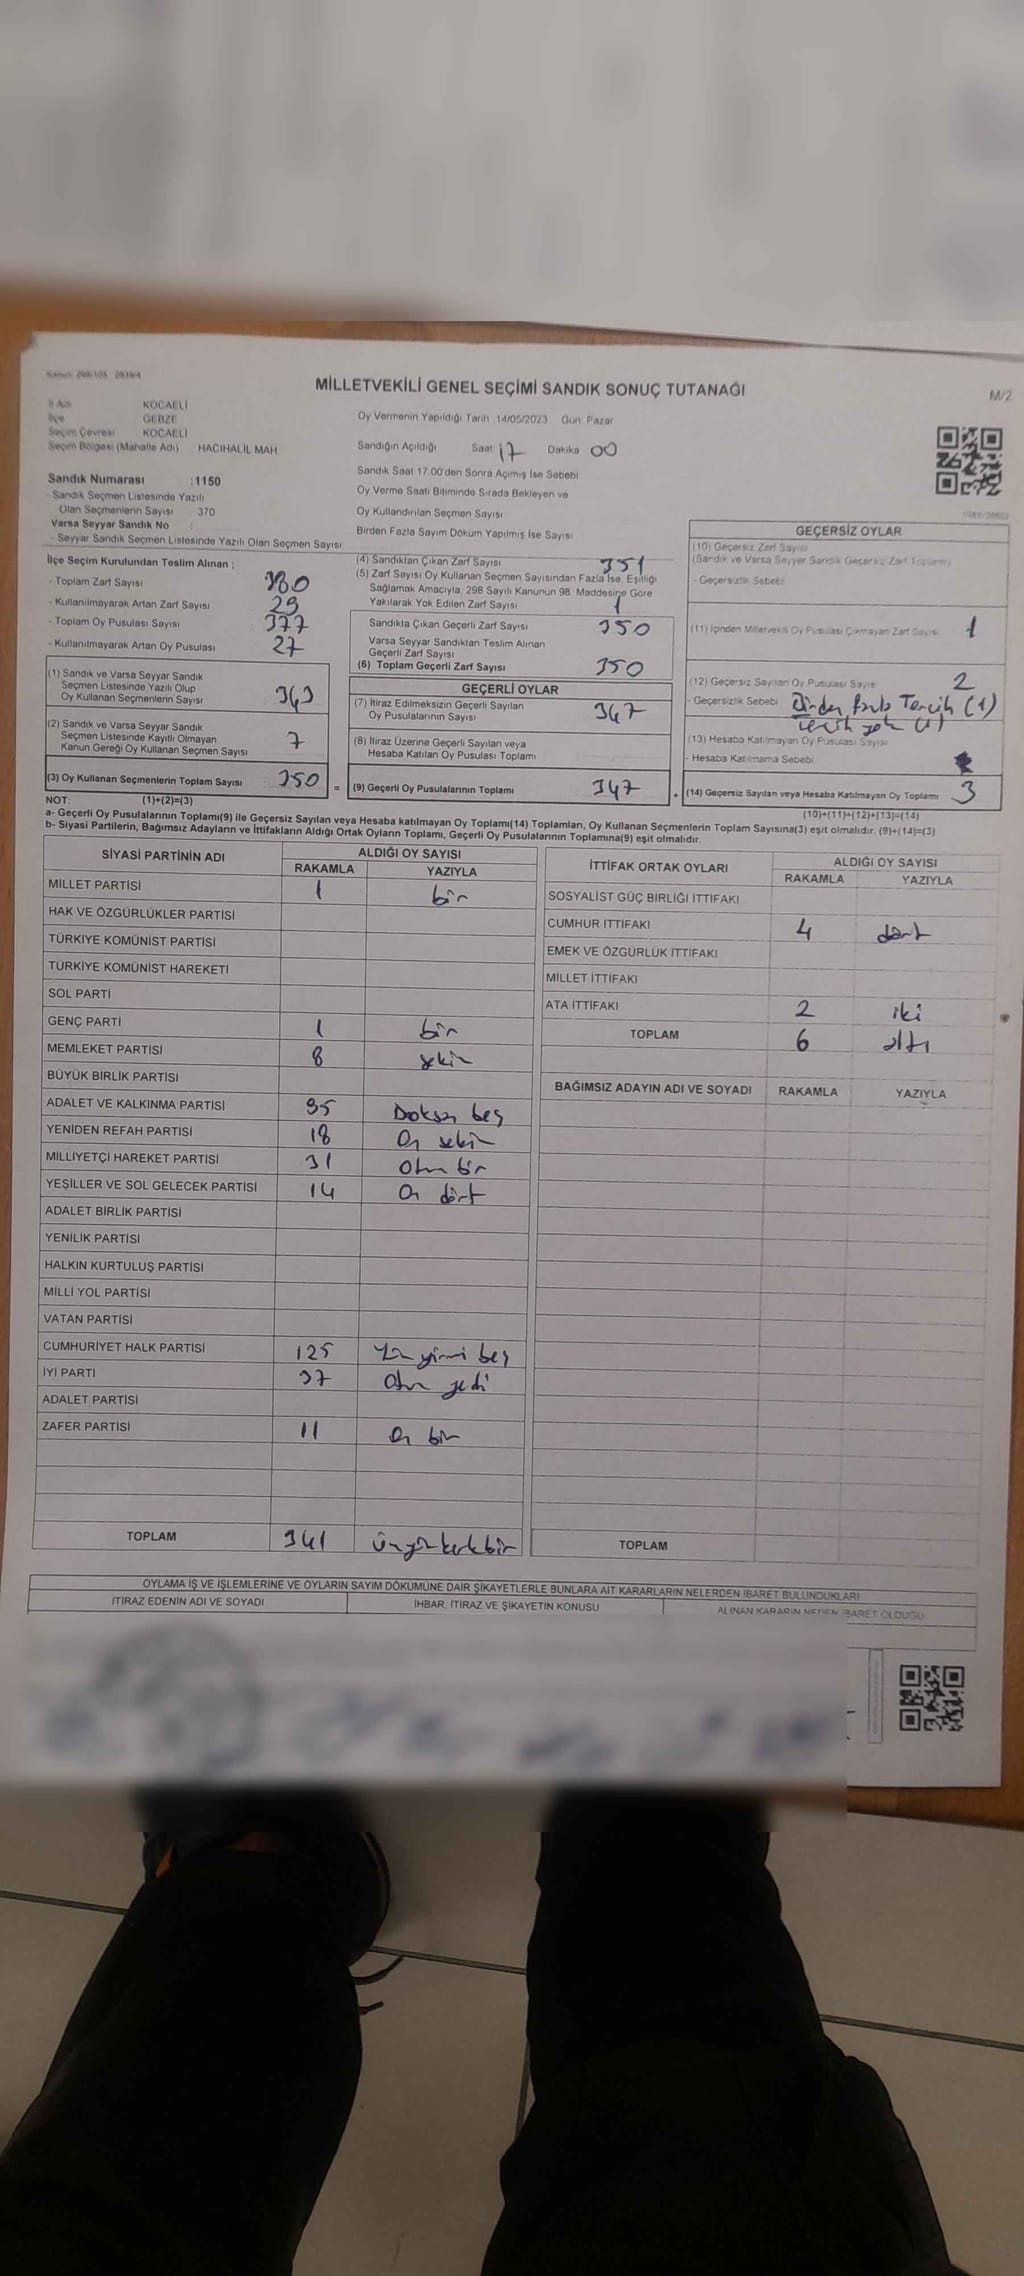 MİLLETVEKİLİ GENEL SEÇİMİ SANDIK SONUÇ TUTANAĞI
M/2
İl Adı KOCAELİ
İlçe GEBZE
Seçim Çevresi KOCAELİ
Seçim Bölgesi (Mahalle Adı) HACIHALİL MAH
Sandık Numarası :1150
- Sandık Seçmen Listesinde Yazılı
Olan Seçmenlerin Sayısı 370
Varsa Seyyar Sandık No :
- Seyyar Sandık Seçmen Listesinde Yazılı Olan Seçmen Sayısı
Oy Vermenin Yapıldığı Tarih 14/05/2023 Gün: Pazar
Sandığın Açıldığı Saat 17 Dakika 00
Sandık Saat 17:00'den Sonra Açılmış İse Sebebi
Oy Verme Saati Bitiminde Sırada Bekleyen ve
Oy Kullandırılan Seçmen Sayısı
Birden Fazla Sayım Döküm Yapılmış İse Sayısı
İlçe Seçim Kurulundan Teslim Alınan ;
- Toplam Zarf Sayısı 380
- Kullanılmayarak Artan Zarf Sayısı 29
- Toplam Oy Pusulası Sayısı 377
- Kullanılmayarak Artan Oy Pusulası 27
(1) Sandık ve Varsa Seyyar Sandık
Seçmen Listesinde Yazılı Olup
Oy Kullanan Seçmenlerin Sayısı 343
(2) Sandık ve Varsa Seyyar Sandık
Seçmen Listesinde Kayıtlı Olmayan
Kanun Gereği Oy Kullanan Seçmen Sayısı 7
(3) Oy Kullanan Seçmenlerin Toplam Sayısı 350 =
(4) Sandıktan Çıkan Zarf Sayısı 351
(5) Zarf Sayısı Oy Kullanan Seçmen Sayısından Fazla İse, Eşitliği
Sağlamak Amacıyla, 298 Sayılı Kanunun 98. Maddesine Göre
Yakılarak Yok Edilen Zarf Sayısı 1
Sandıkta Çıkan Geçerli Zarf Sayısı 350
Varsa Seyyar Sandıktan Teslim Alınan
Geçerli Zarf Sayısı
(6) Toplam Geçerli Zarf Sayısı 350
GEÇERLİ OYLAR
(7) İtiraz Edilmeksizin Geçerli Sayılan
Oy Pusulalarının Sayısı 347
(8) İtiraz Üzerine Geçerli Sayılan veya
Hesaba Katılan Oy Pusulası Toplamı
(9) Geçerli Oy Pusulalarının Toplamı 347 +
GEÇERSİZ OYLAR
(10) Geçersiz Zarf Sayısı
(Sandık ve Varsa Seyyar Sandık Geçersiz Zarf Toplamı)
- Geçersizlik Sebebi
(11) İçinden Milletvekili Oy Pusulası Çıkmayan Zarf Sayısı 1
(12) Geçersiz Sayılan Oy Pusulası Sayısı 2
- Geçersizlik Sebebi Birden fazla Tercih (1)
tercih yok (1)
(13) Hesaba Katılmayan Oy Pusulası Sayısı
- Hesaba Katılmama Sebebi
(14) Geçersiz Sayılan veya Hesaba Katılmayan Oy Toplamı 3
NOT: (1)+(2)=(3) (10)+(11)+(12)+(13)=(14)
a- Geçerli Oy Pusulalarının Toplamı(9) ile Geçersiz Sayılan veya Hesaba katılmayan Oy Toplamı(14) Toplamları, Oy Kullanan Seçmenlerin Toplam Sayısına(3) eşit olmalıdır. (9)+(14)=(3)
b- Siyasi Partilerin, Bağımsız Adayların ve İttifakların Aldığı Ortak Oyların Toplamı, Geçerli Oy Pusulalarının Toplamına(9) eşit olmalıdır.
SİYASİ PARTİNİN ADI ALDIĞI OY SAYISI
RAKAMLA YAZIYLA
MİLLET PARTİSİ 1 bir
HAK VE ÖZGÜRLÜKLER PARTİSİ
TÜRKİYE KOMÜNİST PARTİSİ
TÜRKİYE KOMÜNİST HAREKETİ
SOL PARTİ
GENÇ PARTİ 1 bir
MEMLEKET PARTİSİ 8 sekiz
BÜYÜK BİRLİK PARTİSİ
ADALET VE KALKINMA PARTİSİ 95 Doksan beş
YENİDEN REFAH PARTİSİ 18 On sekiz
MİLLİYETÇİ HAREKET PARTİSİ 31 Otuz bir
YEŞİLLER VE SOL GELECEK PARTİSİ 14 On dört
ADALET BİRLİK PARTİSİ
YENİLİK PARTİSİ
HALKIN KURTULUŞ PARTİSİ
MİLLİ YOL PARTİSİ
VATAN PARTİSİ
CUMHURİYET HALK PARTİSİ 125 Yüz yirmi beş
İYİ PARTİ 37 Otuz yedi
ADALET PARTİSİ
ZAFER PARTİSİ 11 On bir
TOPLAM 341 Üçyüz kırk bir
İTTİFAK ORTAK OYLARI ALDIĞI OY SAYISI
RAKAMLA YAZIYLA
SOSYALİST GÜÇ BİRLİĞİ İTTİFAKI
CUMHUR İTTİFAKI 4 dört
EMEK VE ÖZGÜRLÜK İTTİFAKI
MİLLET İTTİFAKI
ATA İTTİFAKI 2 iki
TOPLAM 6 altı
BAĞIMSIZ ADAYIN ADI VE SOYADI RAKAMLA YAZIYLA
TOPLAM
OYLAMA İŞ VE İŞLEMLERİNE VE OYLARIN SAYIM DÖKÜMÜNE DAİR ŞİKAYETLERLE BUNLARA AİT KARARLARIN NELERDEN İBARET BULUNDUKLARI
İTİRAZ EDENİN ADI VE SOYADI İHBAR, İTİRAZ VE ŞİKAYETİN KONUSU ALINAN KARARIN NEDEN İBARET OLDUĞU